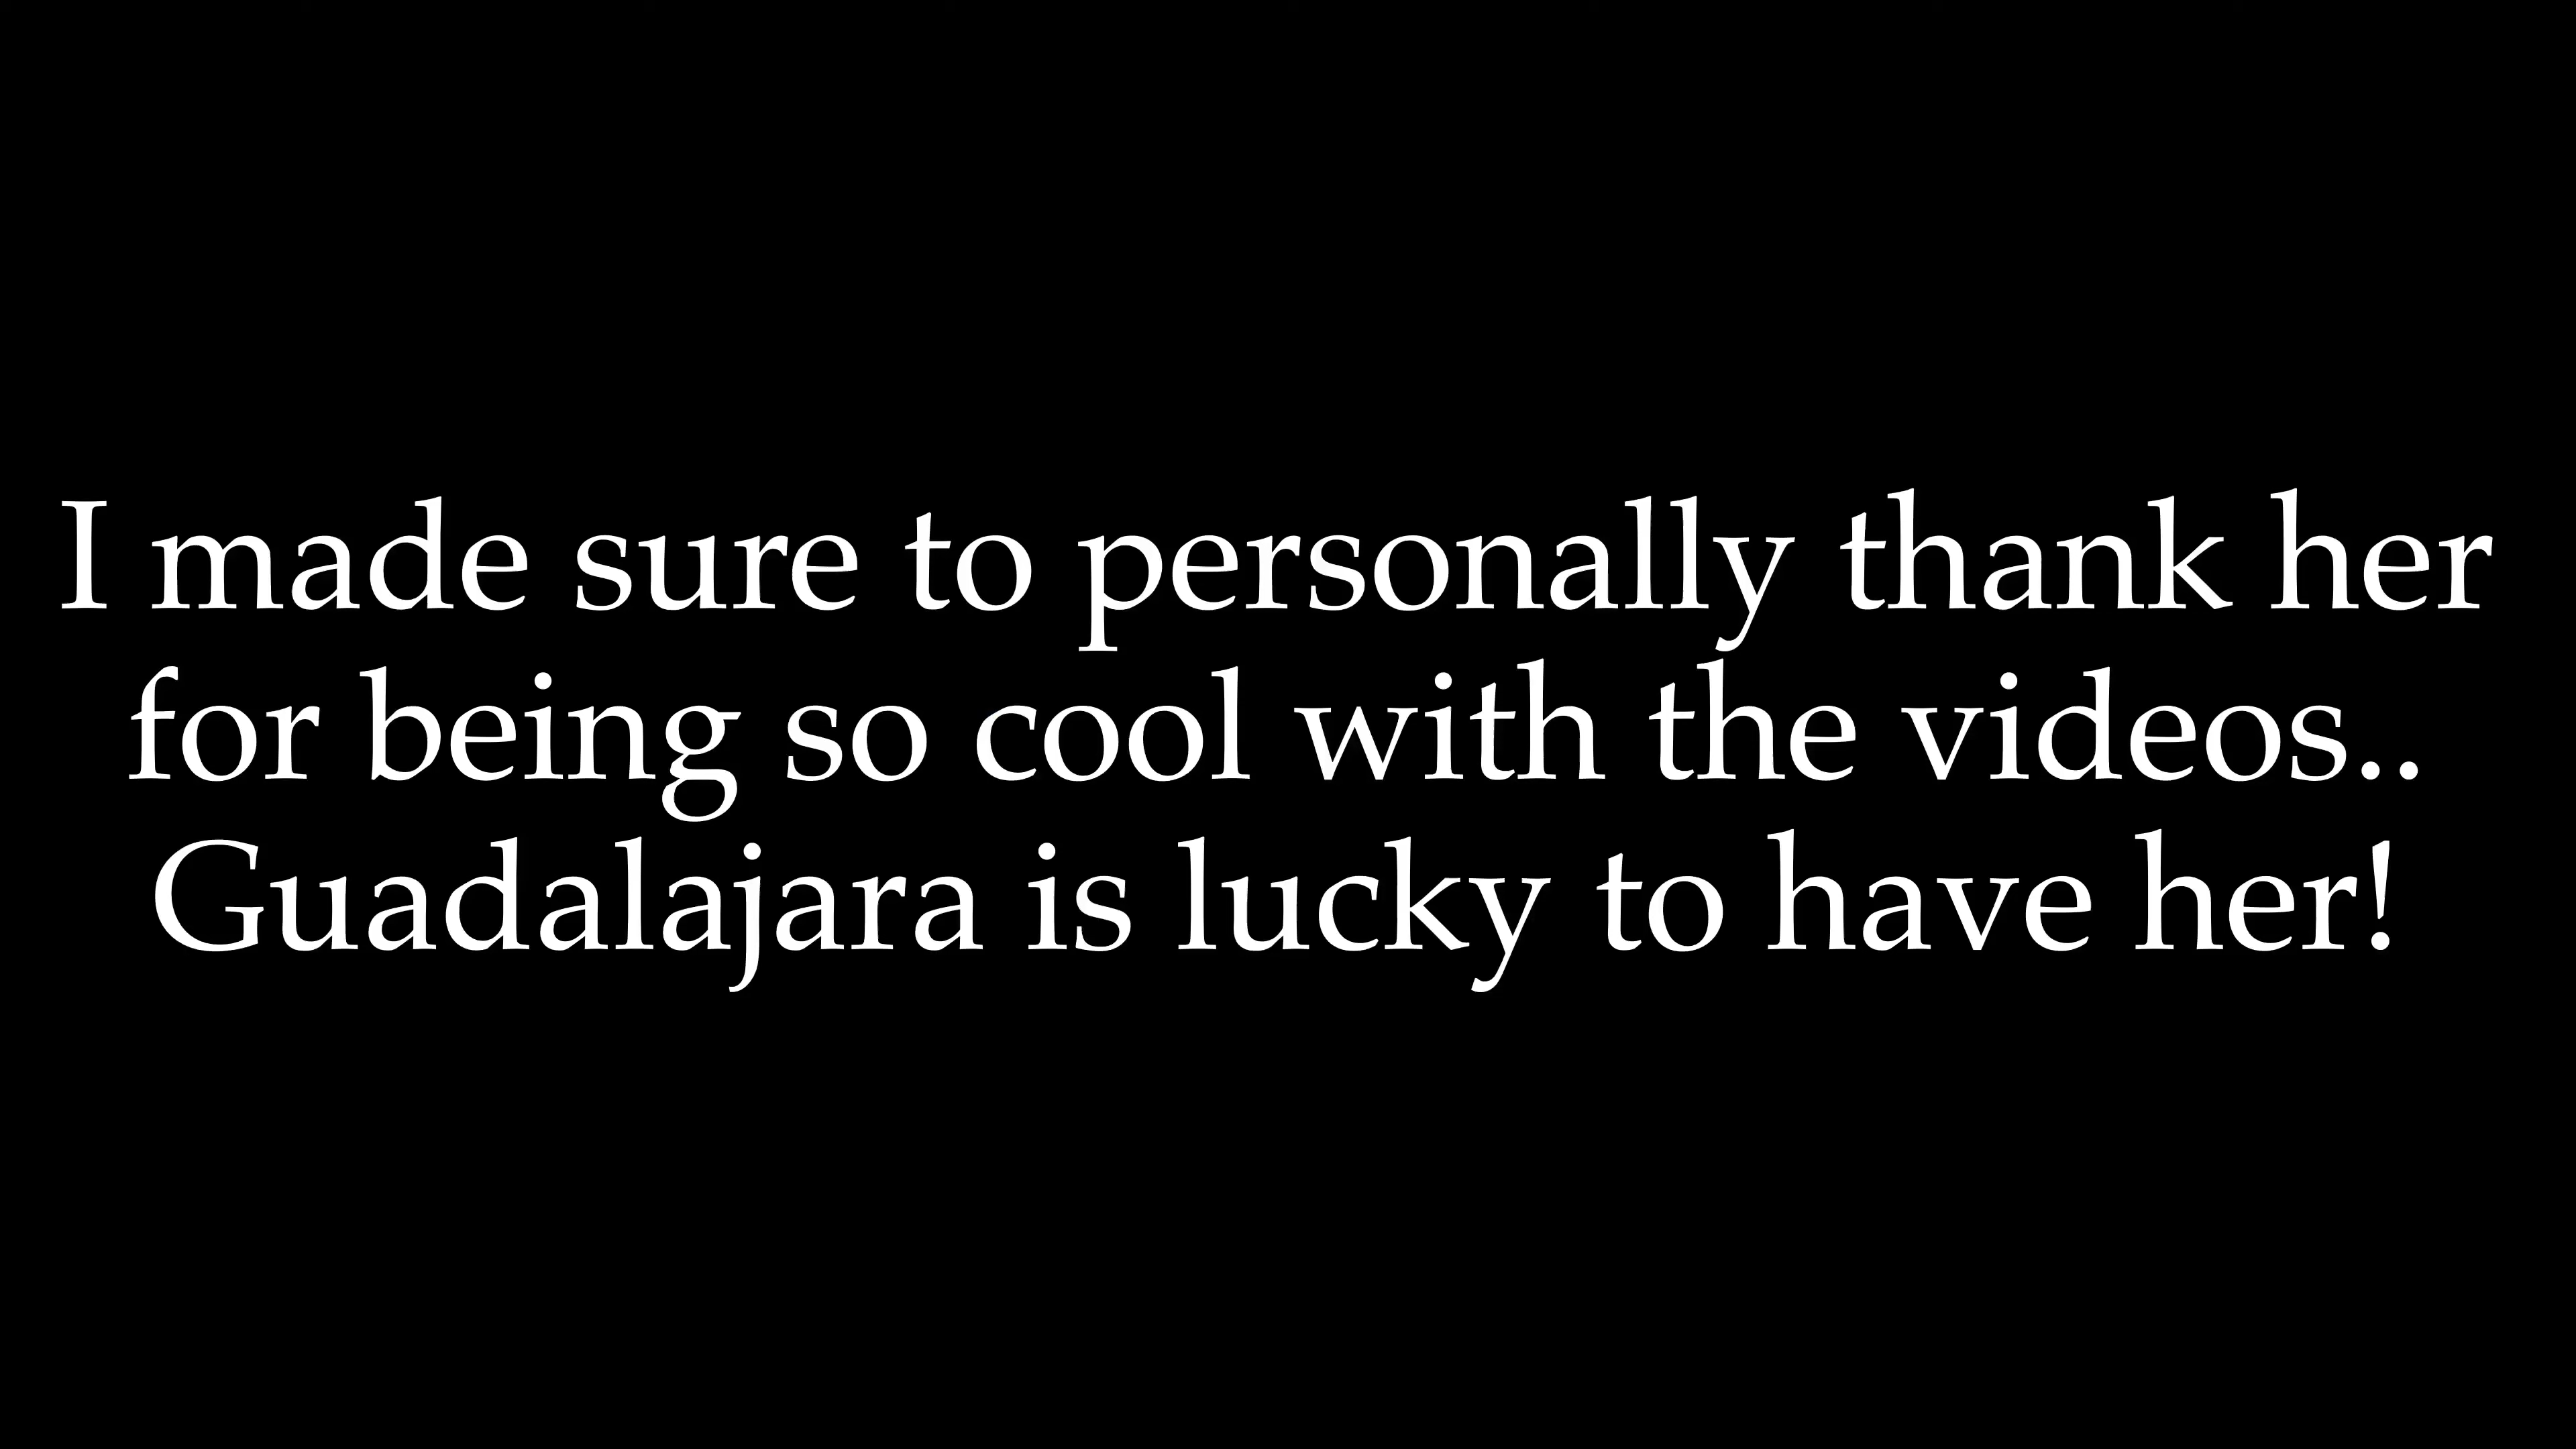 I made sure to personally thank her
for being so cool with the videos..
Guadalajara is lucky to have her!